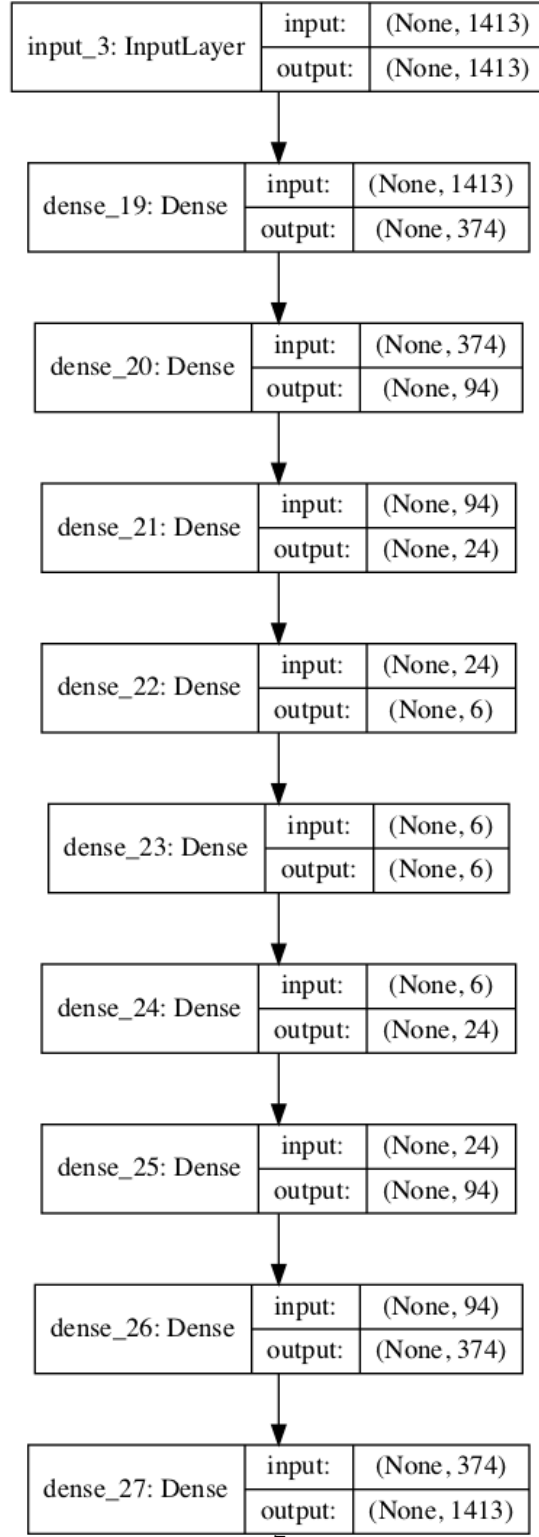 input_3: InputLayer
input: (None, 1413)
output: (None, 1413)
dense_19: Dense
input: (None, 1413)
output: (None, 374)
dense_20: Dense
input: (None, 374)
output: (None, 94)
dense_21: Dense
input: (None, 94)
output: (None, 24)
dense_22: Dense
input: (None, 24)
output: (None, 6)
dense_23: Dense
input: (None, 6)
output: (None, 6)
dense_24: Dense
input: (None, 6)
output: (None, 24)
dense_25: Dense
input: (None, 24)
output: (None, 94)
dense_26: Dense
input: (None, 94)
output: (None, 374)
dense_27: Dense
input: (None, 374)
output: (None, 1413)